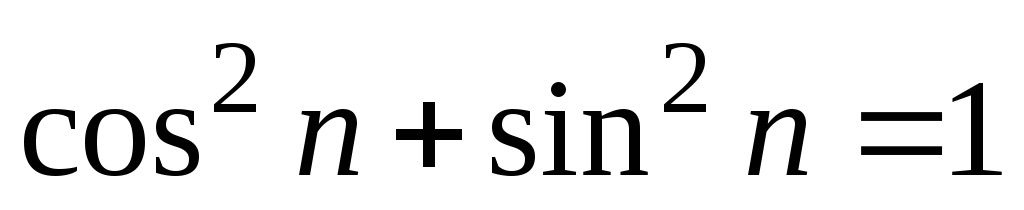 cos² n + sin² n = 1